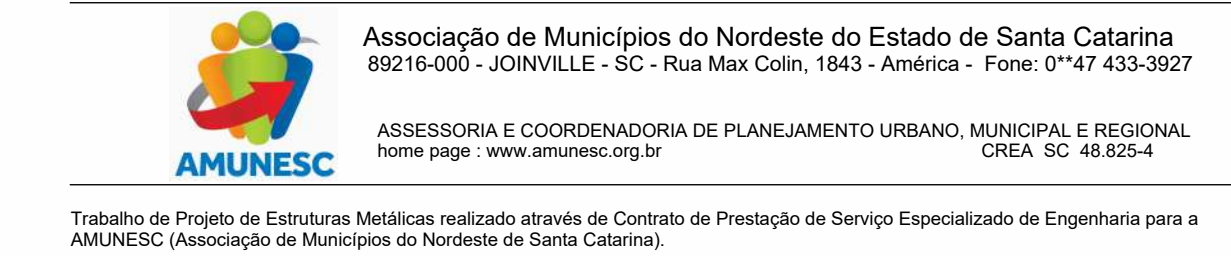 Associação de Municípios do Nordeste do Estado de Santa Catarina
89216-000 - JOINVILLE - SC - Rua Max Colin, 1843 - América - Fone: 0**47 433-3927
ASSESSORIA E COORDENADORIA DE PLANEJAMENTO URBANO, MUNICIPAL E REGIONAL
home page : www.amunesc.org.br CREA SC 48.825-4
AMUNESC
Trabalho de Projeto de Estruturas Metálicas realizado através de Contrato de Prestação de Serviço Especializado de Engenharia para a
AMUNESC (Associação de Municípios do Nordeste de Santa Catarina).